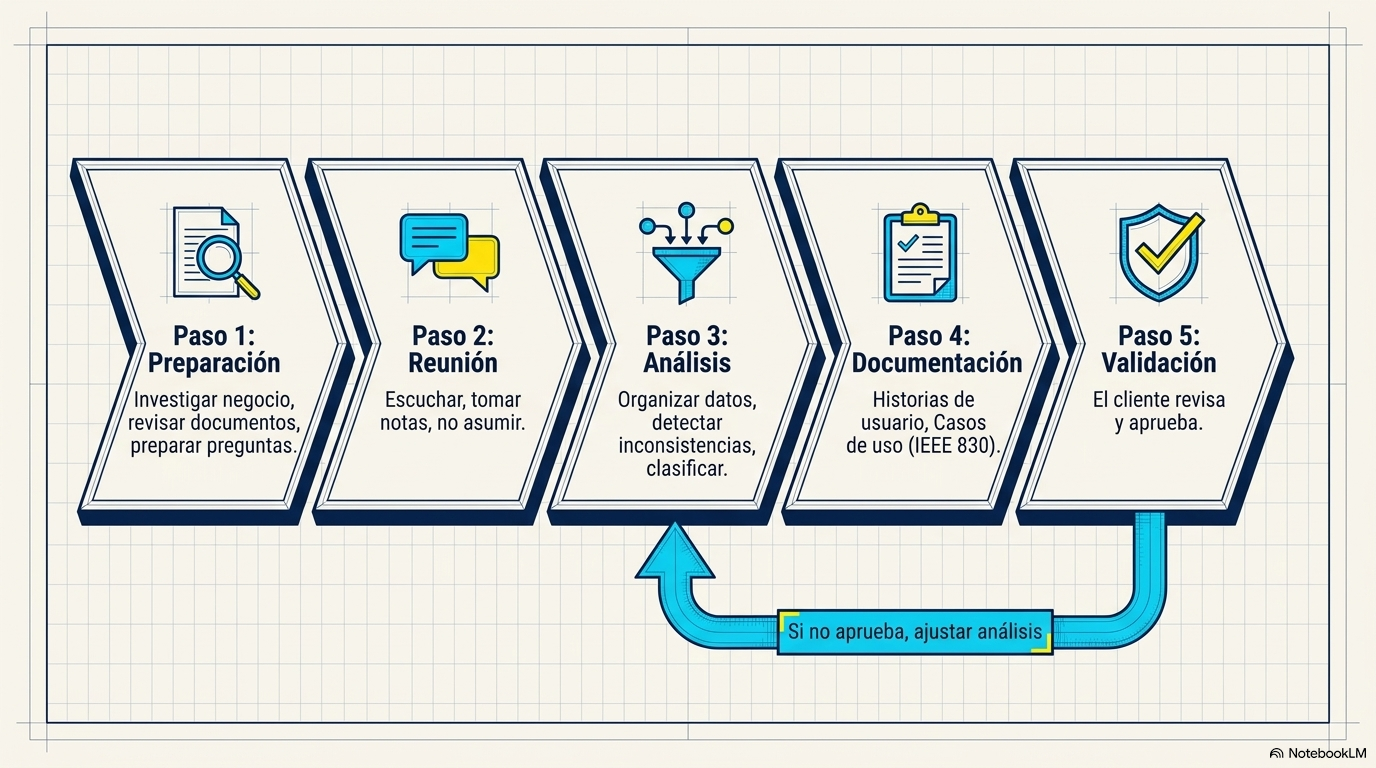 Paso 1:
Preparación
Investigar negocio,
revisar documentos,
preparar preguntas.
Paso 2:
Reunión
Escuchar, tomar
notas, no asumir.
Paso 3:
Análisis
Organizar datos,
detectar
inconsistencias,
clasificar.
Paso 4:
Documentación
Historias de
usuario, Casos
de uso (IEEE 830).
Paso 5:
Validación
El cliente revisa
y aprueba.
Si no aprueba, ajustar análisis
NotebookLM